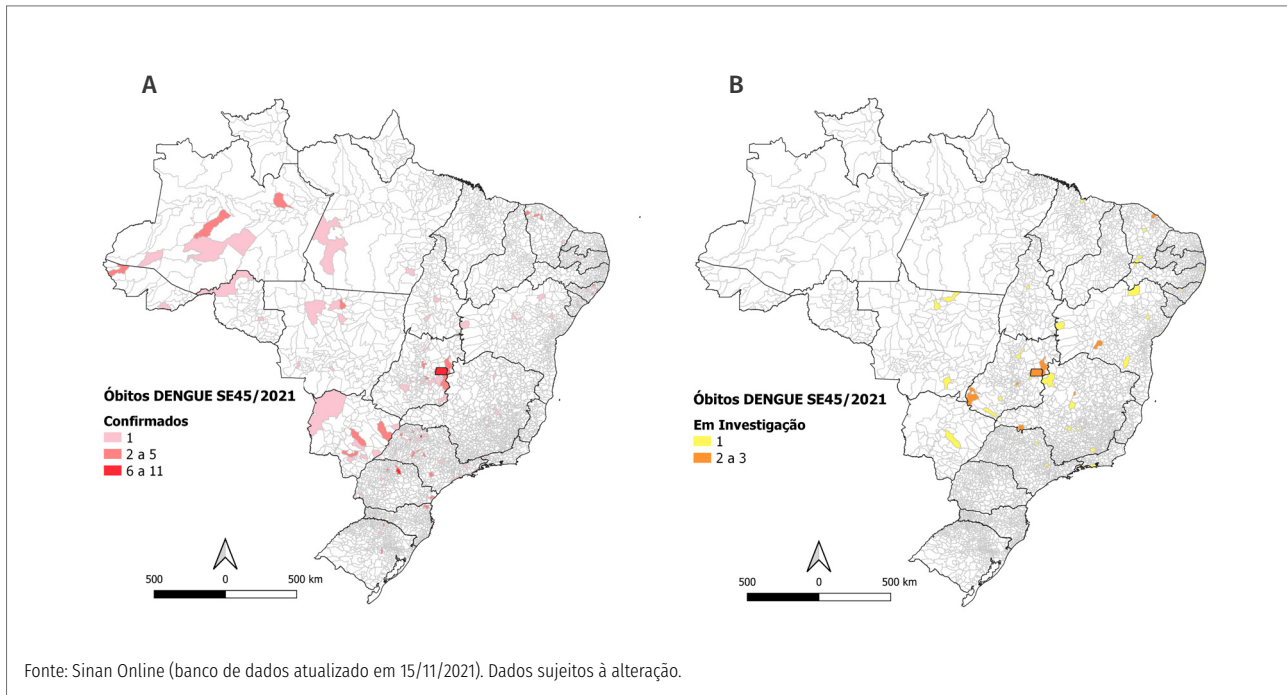 A
B
Óbitos DENGUE SE45/2021
Confirmados
1
2 a 5
6 a 11
500
0
500 km
Óbitos DENGUE SE45/2021
Em Investigação
1
2 a 3
500
0
500 km
Fonte: Sinan Online (banco de dados atualizado em 15/11/2021). Dados sujeitos à alteração.